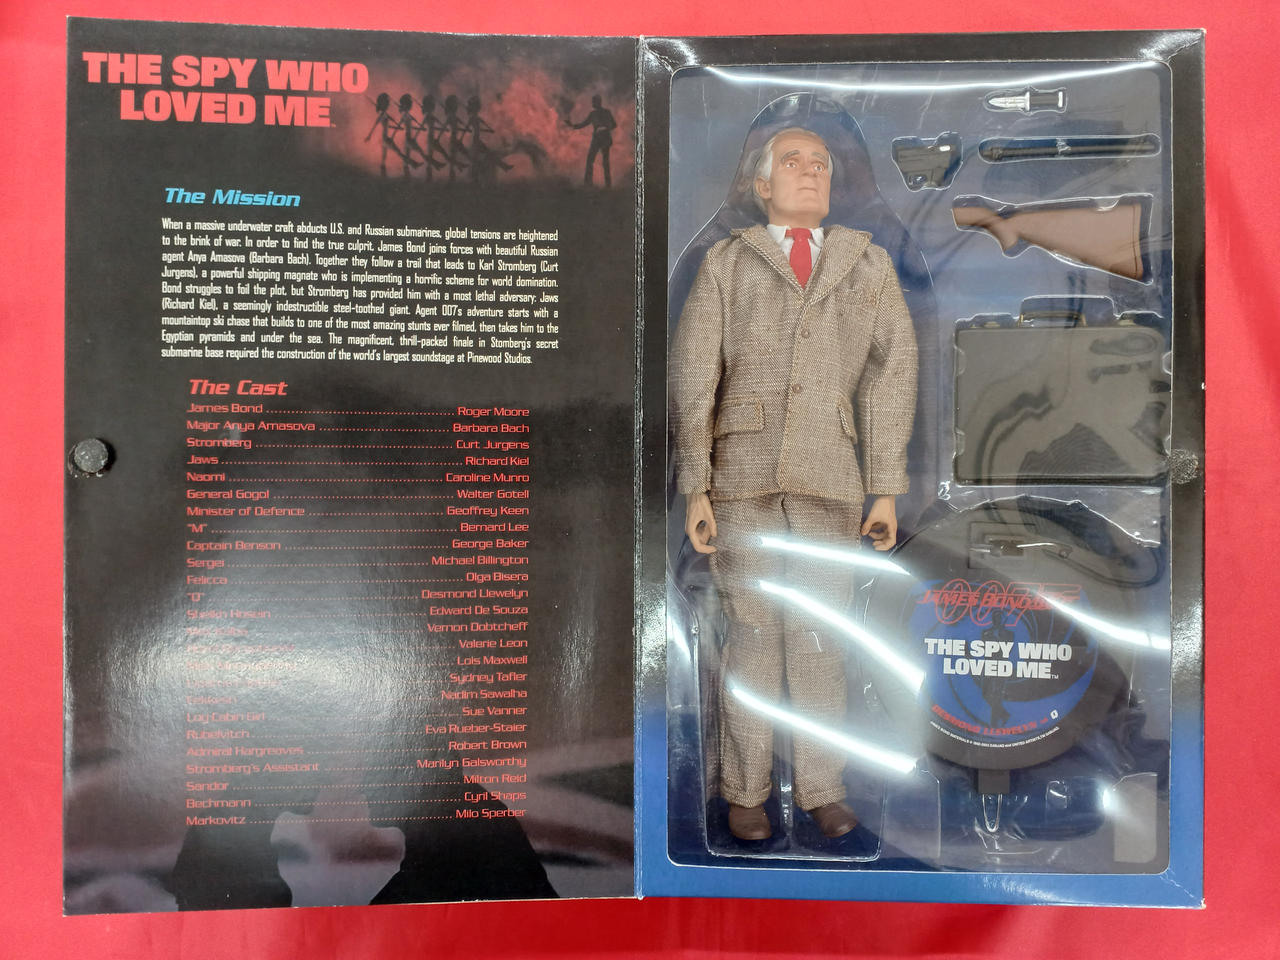 THE SPY WHO
LOVED ME
The Mission
When a massive underwater craft abducts U.S. and Russian submarines, global tensions are heightened
to the brink of war. In order to find the true culprit, James Bond joins forces with beautiful Russian
agent Anya Amasova (Barbara Bach). Together they follow a trail that leads to Karl Stromberg (Curt
Jurgens), a powerful shipping magnate who is implementing a horrific scheme for world domination.
Bond struggles to foil the plot, but Stromberg has provided him with a most lethal adversary: Jaws
(Richard Kiel), a seemingly indestructible steel-toothed giant. Agent 007's adventure starts with a
mountaintop ski chase that builds to one of the most amazing stunts ever filmed, then takes him to the
Egyptian pyramids and under the sea. The magnificent, thrill-packed finale in Stomberg's secret
submarine base required the construction of the world's largest soundstage at Pinewood Studios.
The Cast
James Bond Roger Moore
Major Anya Amasova Barbara Bach
Stromberg Curt Jurgens
Jaws Richard Kiel
Naomi Caroline Munro
General Gogol Walter Gotell
Minister of Defence Geoffrey Keen
"M" Bernard Lee
Captain Benson George Baker
Sergei Michael Billington
Felicca Olga Bisera
"Q" Desmond Llewelyn
Sheikh Hosein Edward De Souza
Vernon Dobtcheff
Valerie Leon
Lois Maxwell
Sydney Tafler
Nadim Sawalha
Log Cabin Girl Sue Vanner
Rubelvitch Eva Rueber-Staier
Admiral Hargreaves Robert Brown
Stromberg's Assistant Marilyn Galsworthy
Sandor Milton Reid
Bechmann Cyril Shaps
Markovitz Milo Sperber
007
JAMES BOND
THE SPY WHO
LOVED ME™
DESMOND LLEWELYN as Q